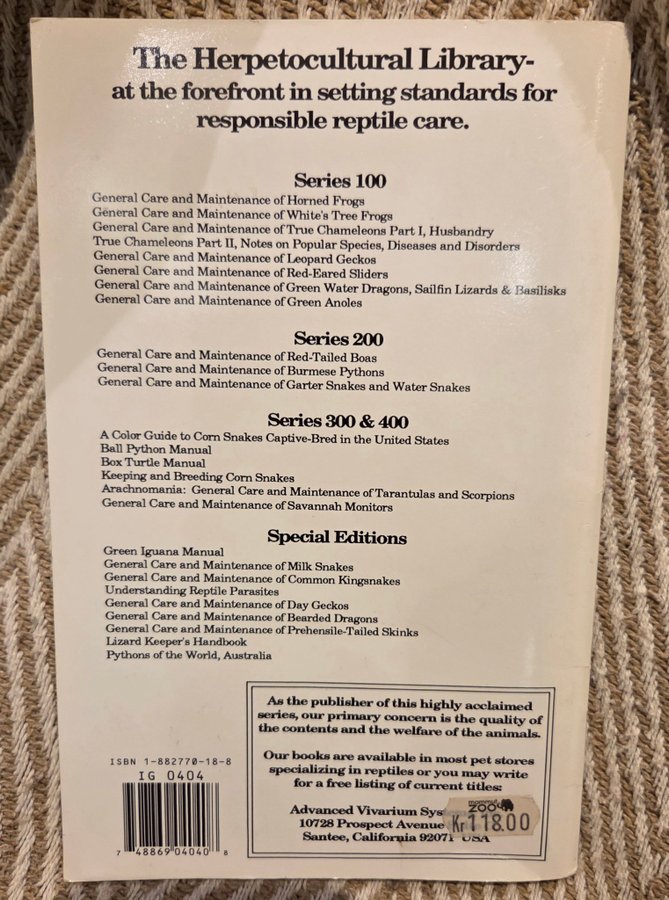 The Herpetocultural Library-
at the forefront in setting standards for
responsible reptile care.
Series 100
General Care and Maintenance of Horned Frogs
General Care and Maintenance of White's Tree Frogs
General Care and Maintenance of True Chameleons Part I, Husbandry
True Chameleons Part II, Notes on Popular Species, Diseases and Disorders
General Care and Maintenance of Leopard Geckos
General Care and Maintenance of Red-Eared Sliders
General Care and Maintenance of Green Water Dragons, Sailfin Lizards & Basilisks
General Care and Maintenance of Green Anoles
Series 200
General Care and Maintenance of Red-Tailed Boas
General Care and Maintenance of Burmese Pythons
General Care and Maintenance of Garter Snakes and Water Snakes
Series 300 & 400
A Color Guide to Corn Snakes Captive-Bred in the United States
Ball Python Manual
Box Turtle Manual
Keeping and Breeding Corn Snakes
Arachnomania: General Care and Maintenance of Tarantulas and Scorpions
General Care and Maintenance of Savannah Monitors
Special Editions
Green Iguana Manual
General Care and Maintenance of Milk Snakes
General Care and Maintenance of Common Kingsnakes
Understanding Reptile Parasites
General Care and Maintenance of Day Geckos
General Care and Maintenance of Bearded Dragons
General Care and Maintenance of Prehensile-Tailed Skinks
Lizard Keeper's Handbook
Pythons of the World, Australia
As the publisher of this highly acclaimed
series, our primary concern is the quality of
the contents and the welfare of the animals.
Our books are available in most pet stores
specializing in reptiles or you may write
for a free listing of current titles:
Advanced Vivarium Sys
10728 Prospect Avenue
Santee, California 92071 USA
ZOO
Kr 118.00
ISBN 1-882770-18-8
IG 0404
7 48869 04040 8